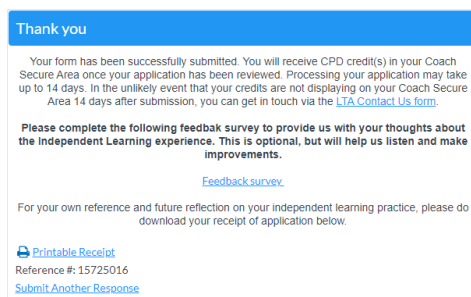 Thank you
Your form has been successfully submitted. You will receive CPD credit(s) in your Coach
Secure Area once your application has been reviewed. Processing your application may take
up to 14 days. In the unlikely event that your credits are not displaying on your Coach
Secure Area 14 days after submission, you can get in touch via the LTA Contact Us form.
Please complete the following feedbak survey to provide us with your thoughts about
the Independent Learning experience. This is optional, but will help us listen and make
improvements.
Feedback survey
For your own reference and future reflection on your independent learning practice, please do
download your receipt of application below.
Printable Receipt
Reference #: 15725016
Submit Another Response